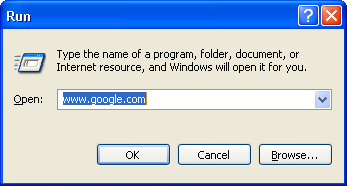 Run
Type the name of a program, folder, document, or
Internet resource, and Windows will open it for you.
Open: www.google.com
OK Cancel Browse...